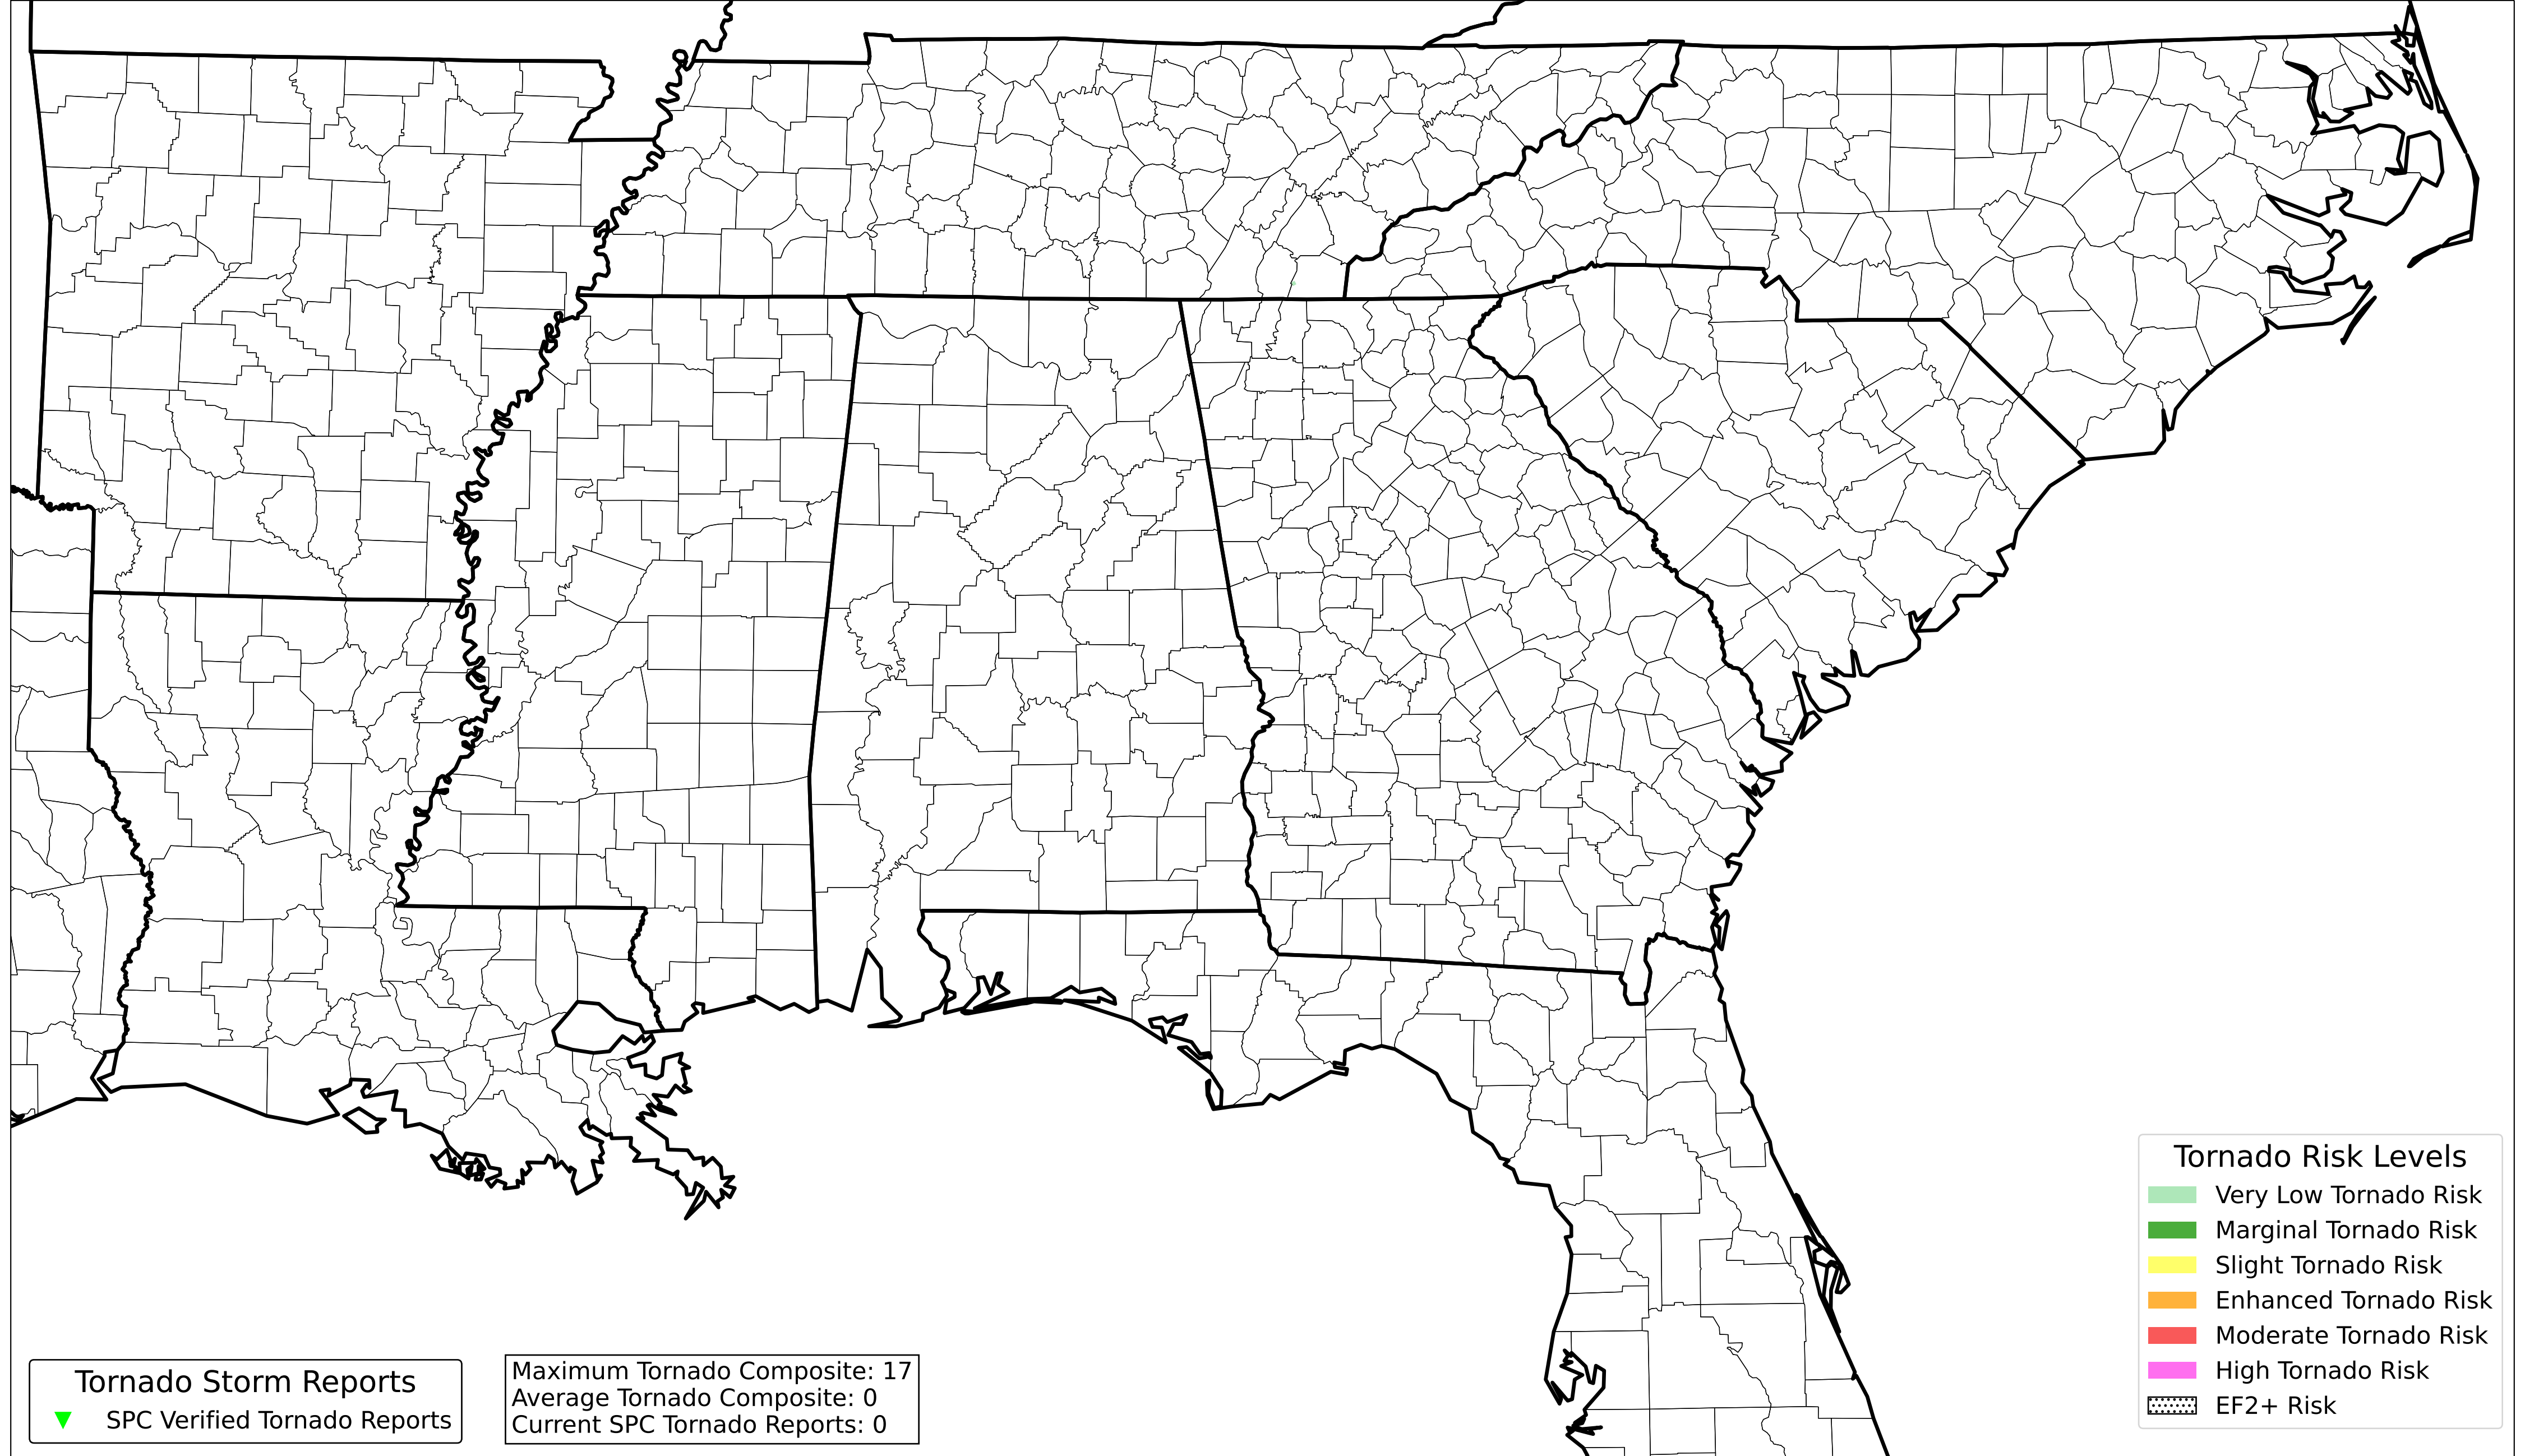 Tornado Risk Levels
Very Low Tornado Risk
Marginal Tornado Risk
Slight Tornado Risk
Enhanced Tornado Risk
Moderate Tornado Risk
High Tornado Risk
EF2+ Risk
Tornado Storm Reports
SPC Verified Tornado Reports
Maximum Tornado Composite: 17
Average Tornado Composite: 0
Current SPC Tornado Reports: 0